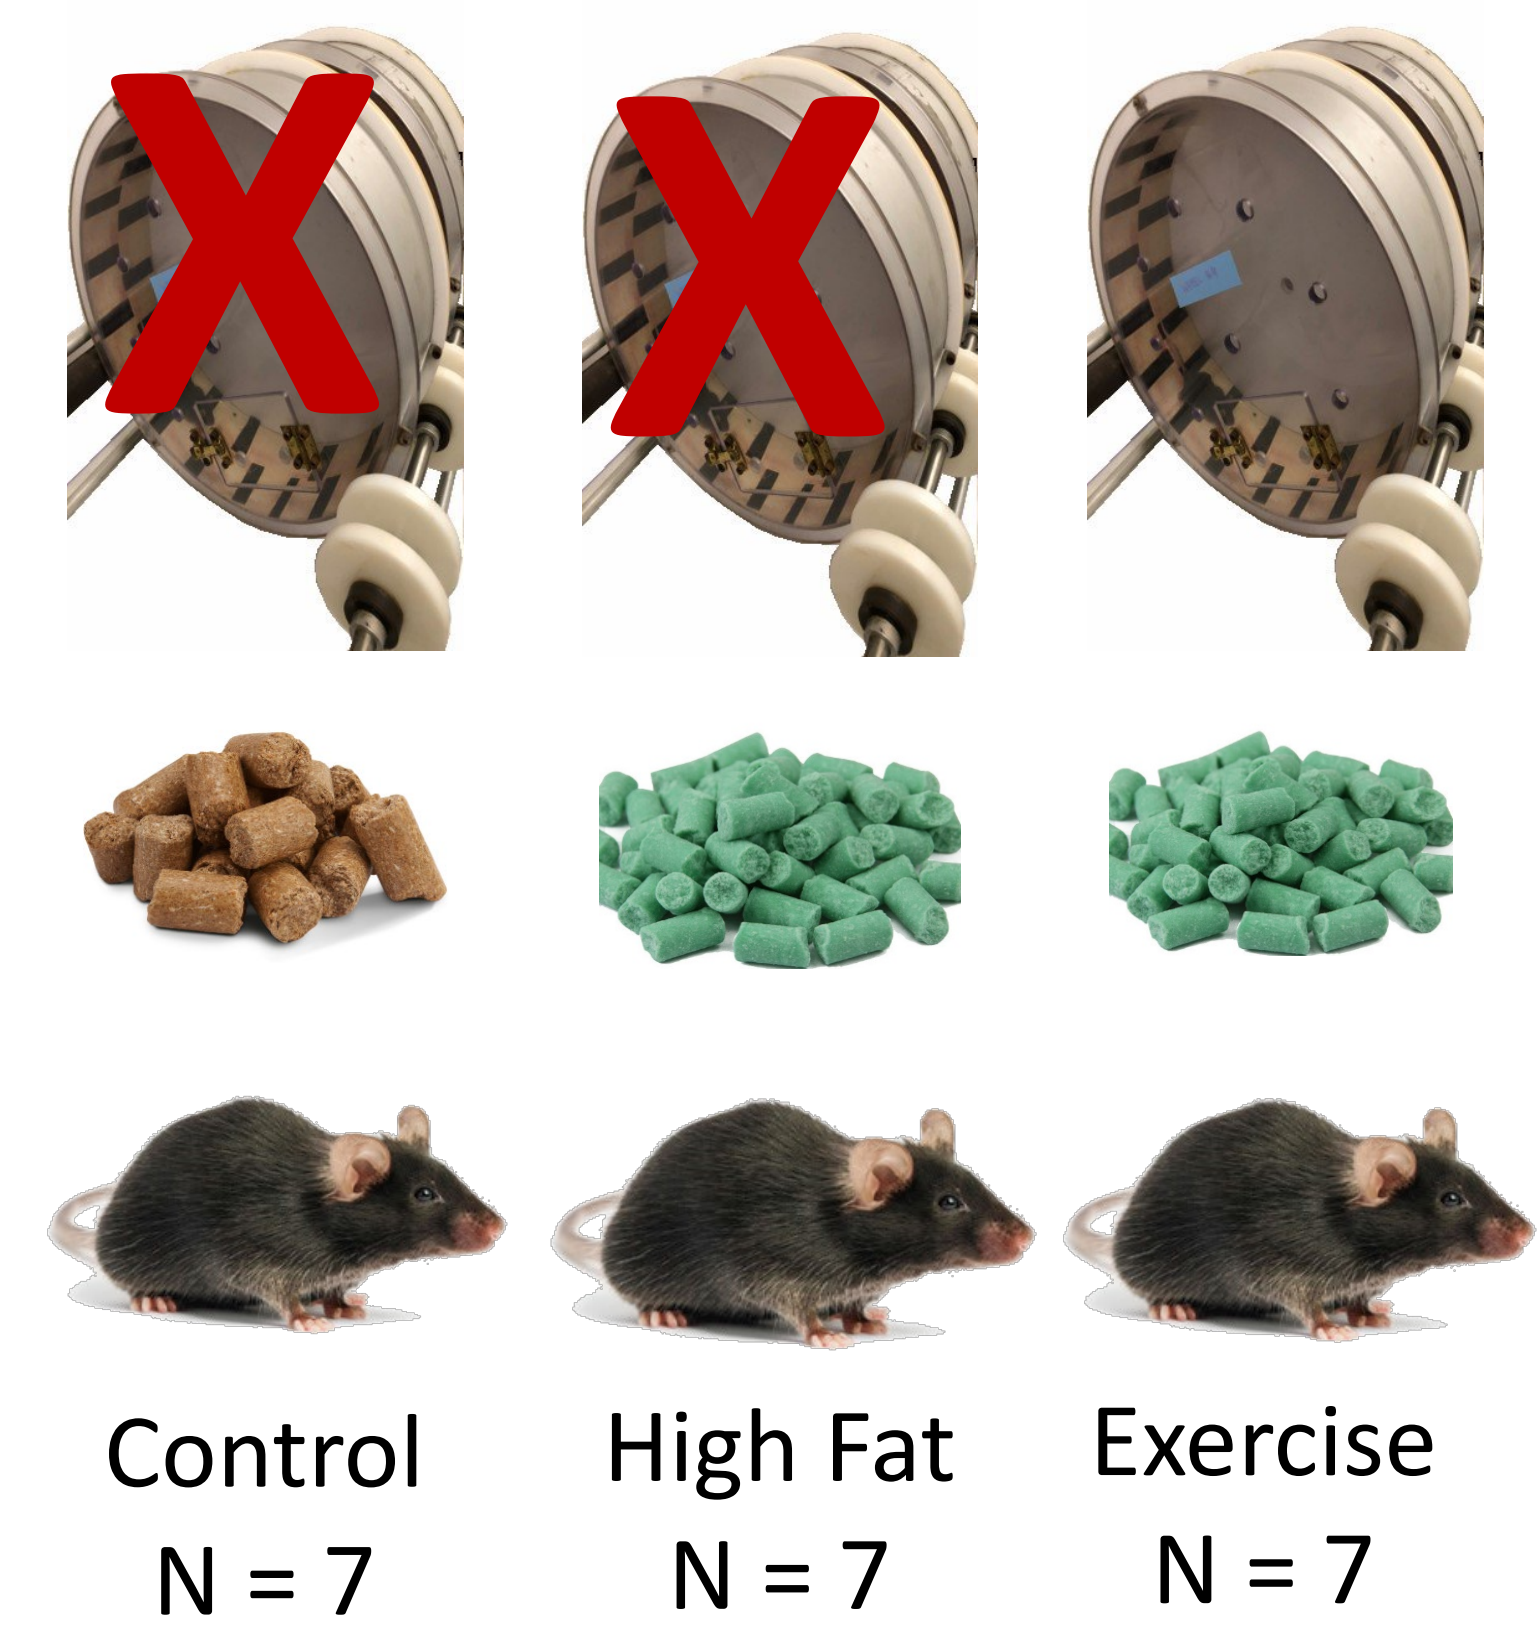 Control
N = 7
High Fat
N = 7
Exercise
N = 7